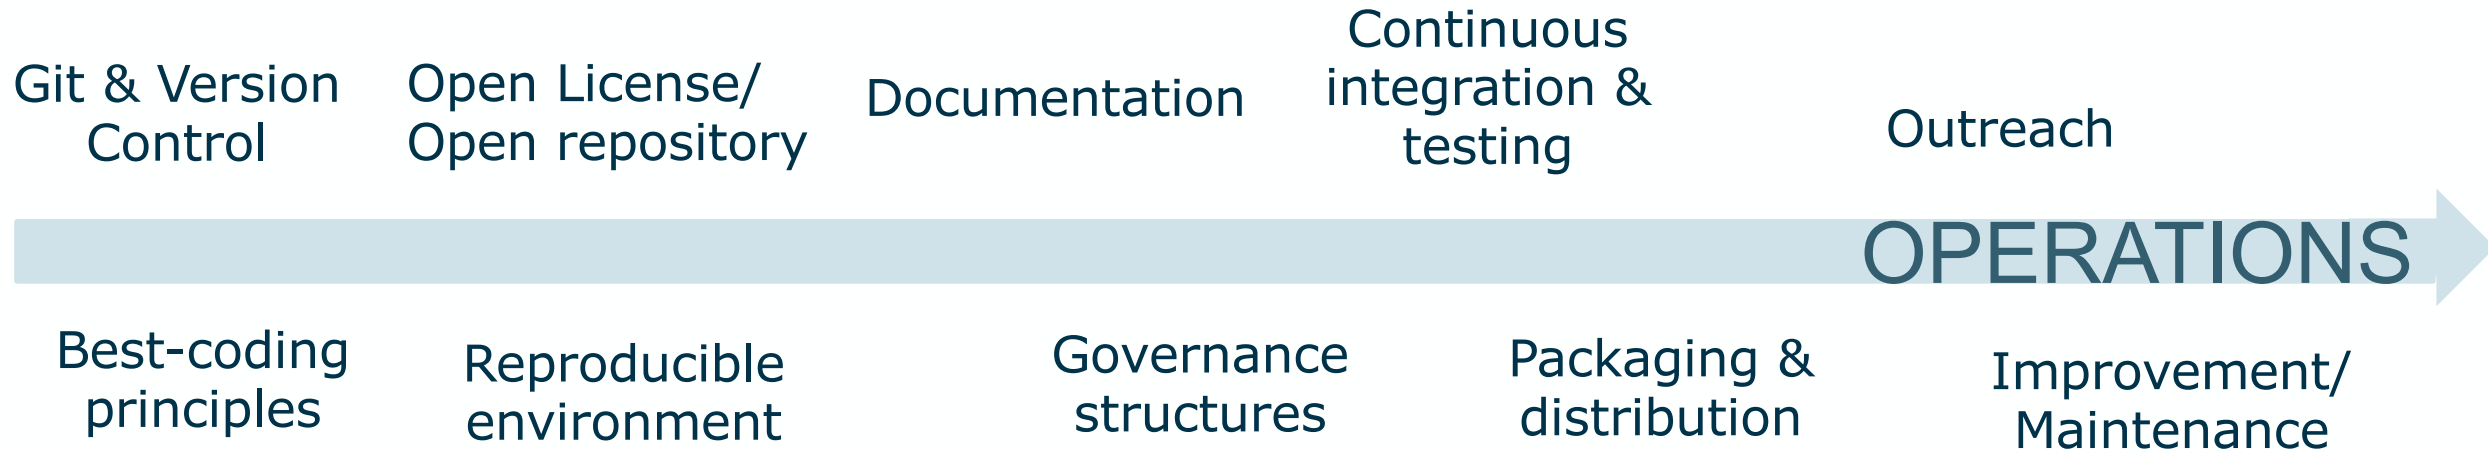 Git & Version
Control
Open License/
Open repository
Documentation
Continuous
integration &
testing
Outreach
OPERATIONS
Best-coding
principles
Reproducible
environment
Governance
structures
Packaging &
distribution
Improvement/
Maintenance